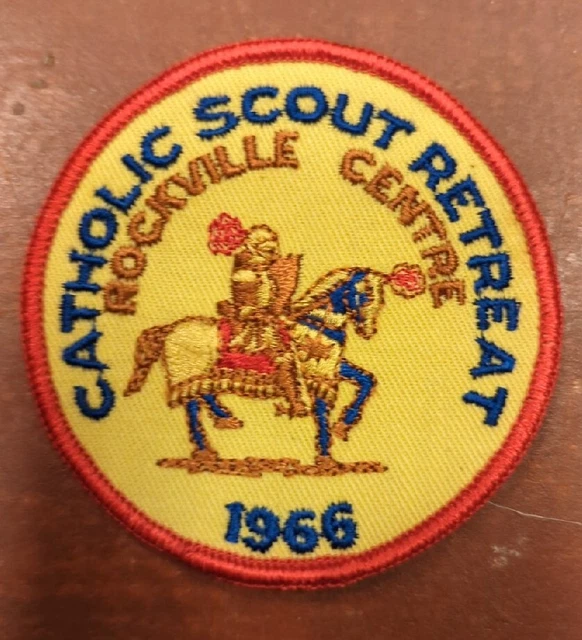 CATHOLIC SCOUT RETREAT
ROCKVILLE CENTRE
1966